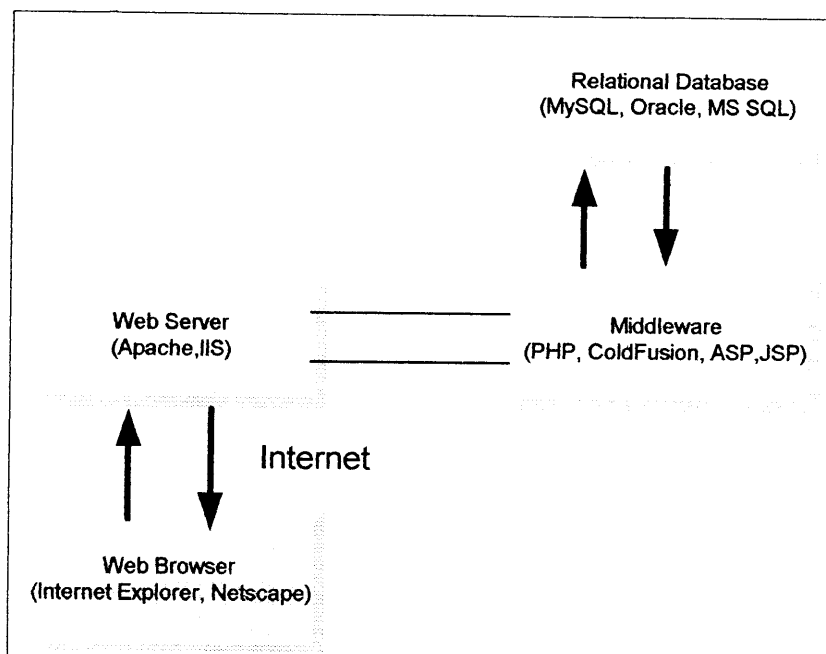 Relational Database
(MySQL, Oracle, MS SQL)
Web Server
(Apache,IIS)
Middleware
(PHP, ColdFusion, ASP,JSP)
Internet
Web Browser
(Internet Explorer, Netscape)